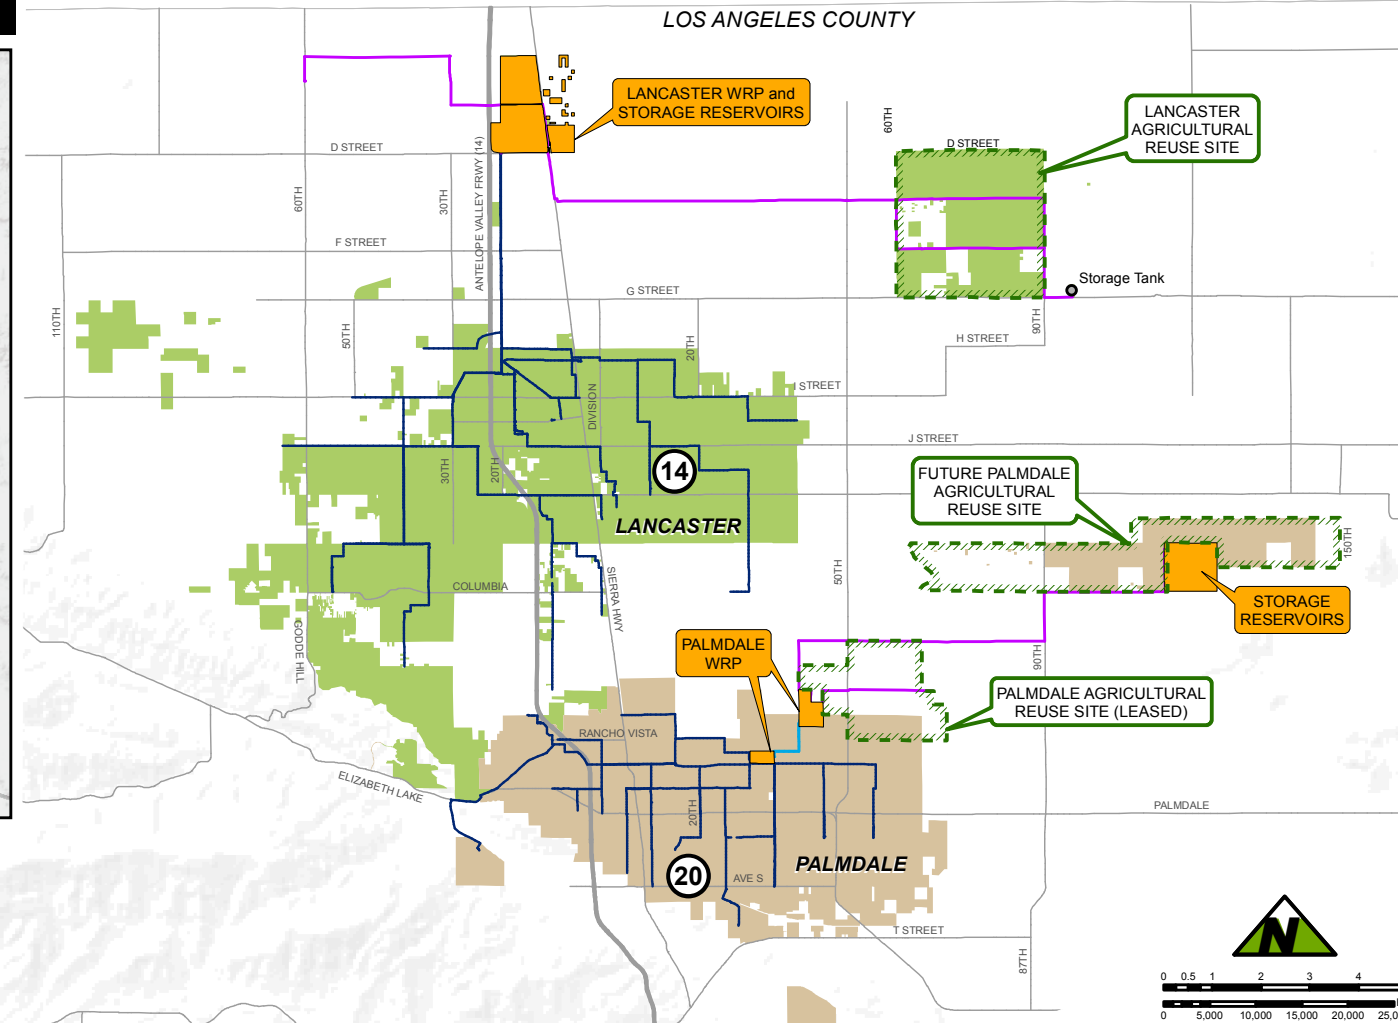 LOS ANGELES COUNTY
LANCASTER WRP and
STORAGE RESERVOIRS
LANCASTER
AGRICULTURAL
REUSE SITE
60TH
D STREET
D STREET
ANTELOPE VALLEY FRWY (14)
60TH
30TH
F STREET
Storage Tank
G STREET
110TH
50TH
20TH
90TH
H STREET
I STREET
DIVISION
J STREET
30TH
20TH
14
LANCASTER
FUTURE PALMDALE
AGRICULTURAL
REUSE SITE
150TH
50TH
COLUMBIA
SIERRA HWY
STORAGE
RESERVOIRS
GODDE HILL
PALMDALE
WRP
90TH
PALMDALE AGRICULTURAL
REUSE SITE (LEASED)
RANCHO VISTA
ELIZABETH LAKE
20TH
PALMDALE
PALMDALE
20
AVE S
T STREET
87TH
N
0 0.5 1 2 3 4
0 5,000 10,000 15,000 20,000 25,0